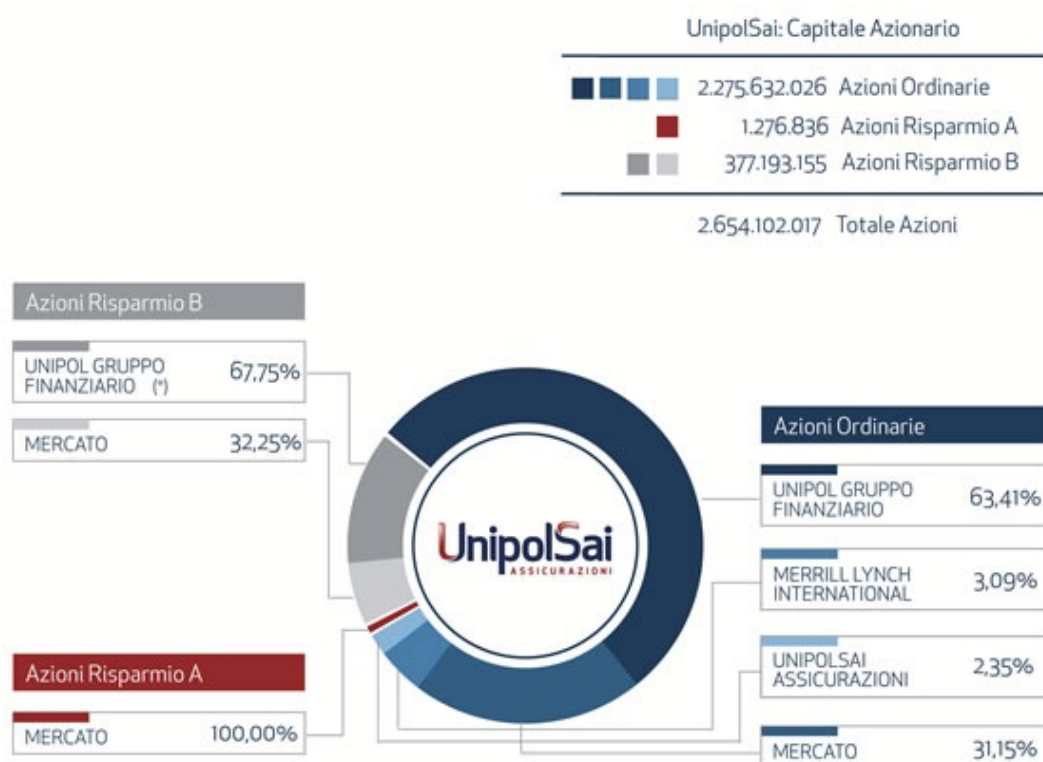 UnipolSai: Capitale Azionario
2.275.632.026 Azioni Ordinarie
1.276.836 Azioni Risparmio A
377.193.155 Azioni Risparmio B
2.654.102.017 Totale Azioni
Azioni Risparmio B
UNIPOL GRUPPO
FINANZIARIO (*) 67,75%
MERCATO 32,25%
Azioni Risparmio A
MERCATO 100,00%
UnipolSai
ASSICURAZIONI
Azioni Ordinarie
UNIPOL GRUPPO
FINANZIARIO 63,41%
MERRILL LYNCH
INTERNATIONAL 3,09%
UNIPOLSAI
ASSICURAZIONI 2,35%
MERCATO 31,15%